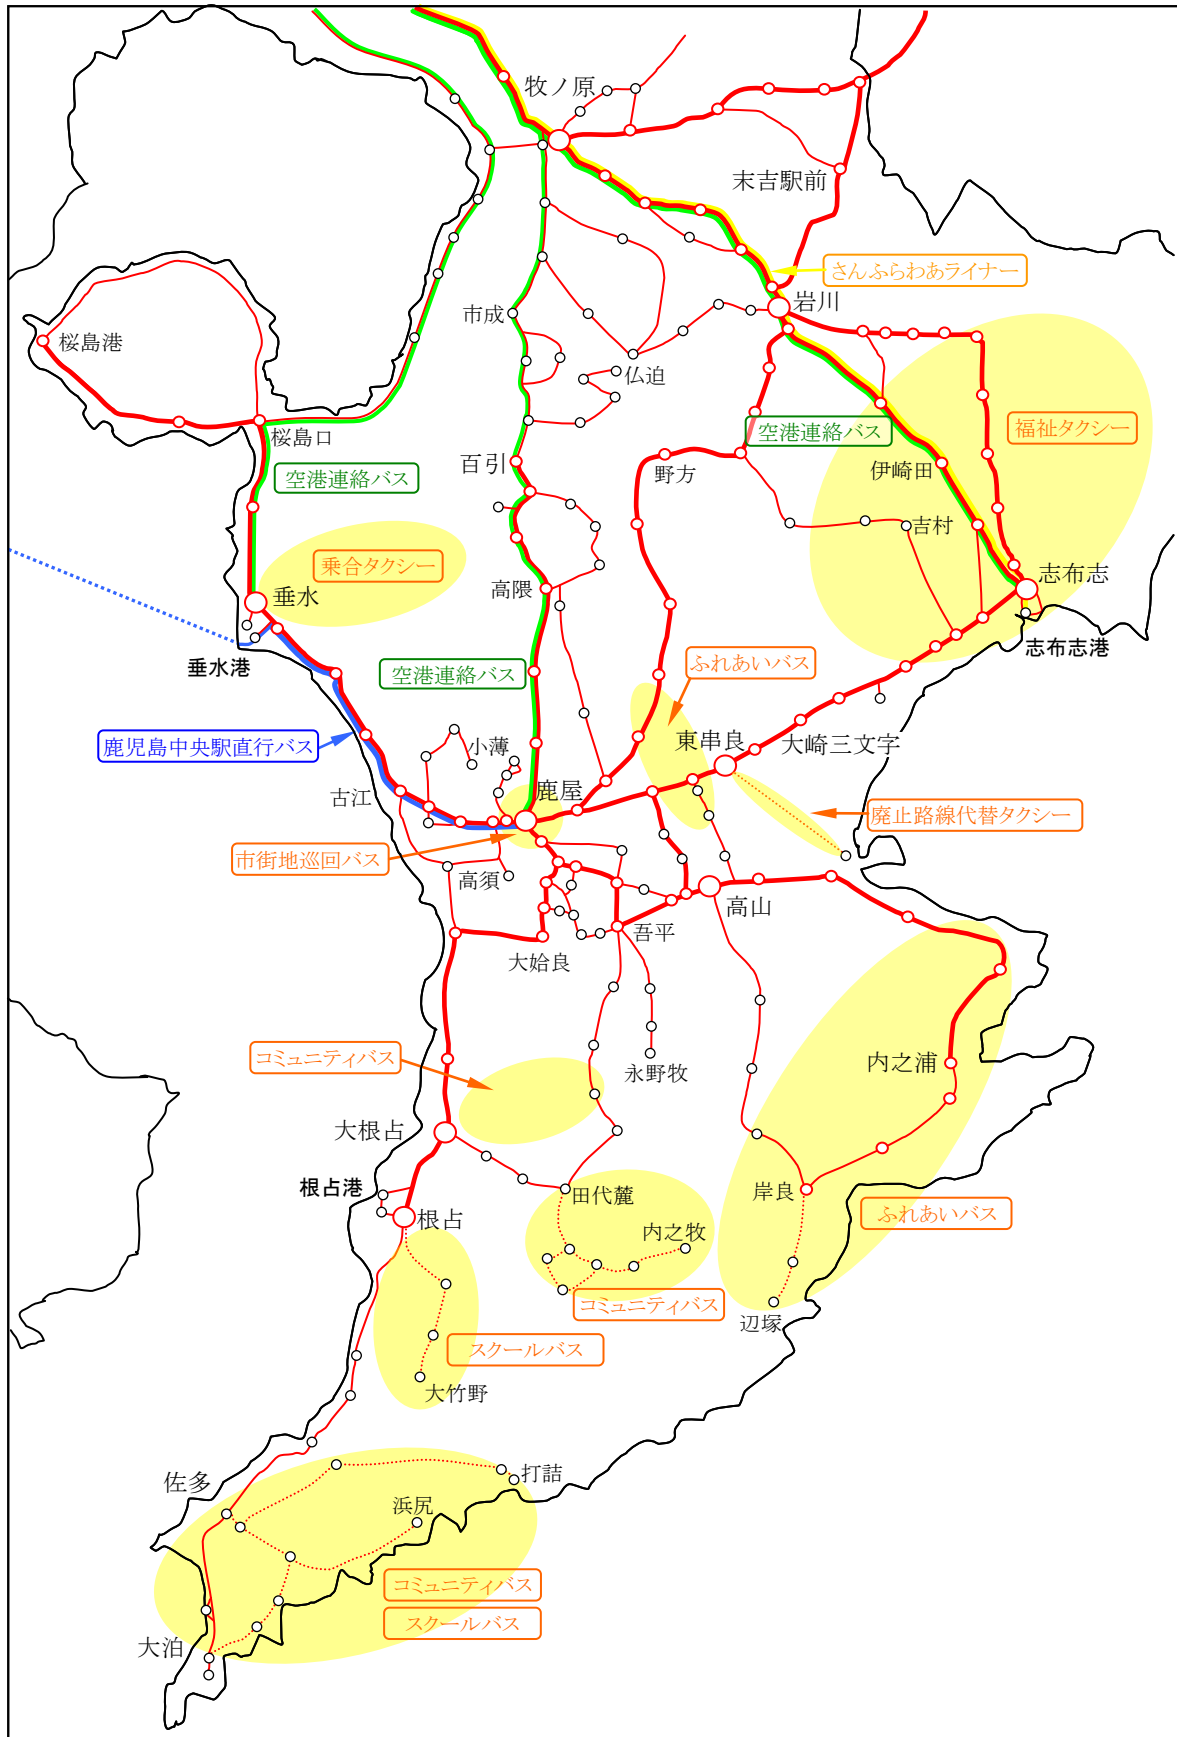 牧ノ原
末吉駅前
さんふらわあライナー
岩川
市成
桜島港
仏迫
福祉タクシー
空港連絡バス
桜島口
伊崎田
百引
野方
空港連絡バス
吉村
乗合タクシー
志布志
高隈
垂水
志布志港
垂水港
ふれあいバス
空港連絡バス
鹿児島中央駅直行バス
小薄
東串良
大崎三文字
古江
鹿屋
廃止路線代替タクシー
市街地巡回バス
高須
高山
吾平
大姶良
コミュニティバス
永野牧
内之浦
大根占
根占港
田代麓
岸良
根占
内之牧
ふれあいバス
コミュニティバス
辺塚
スクールバス
大竹野
打詰
佐多
浜尻
コミュニティバス
スクールバス
大泊